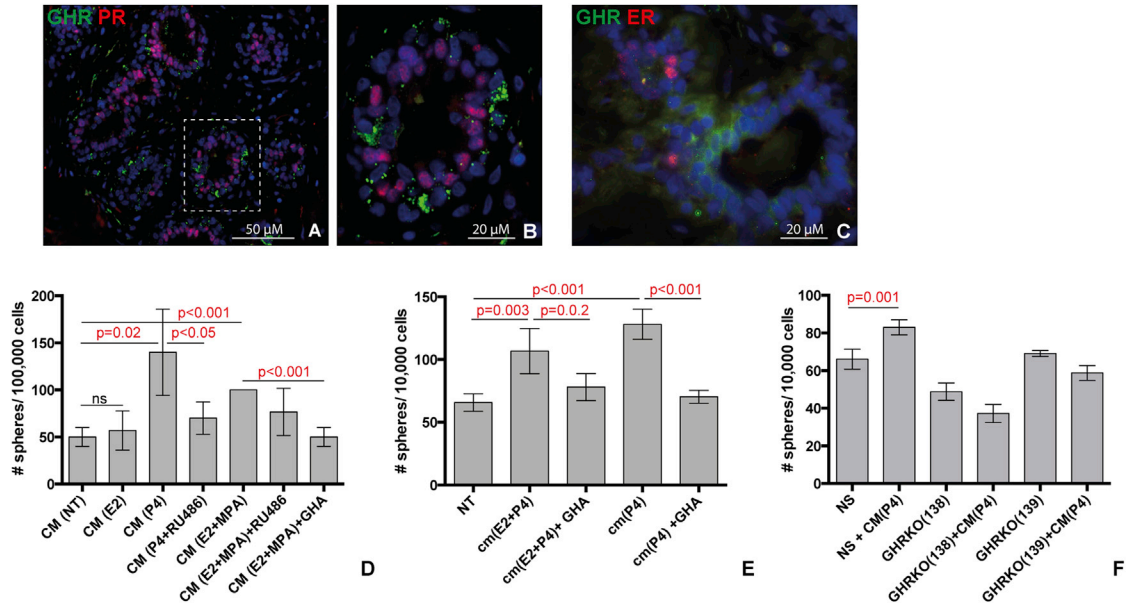 GHR PR
50 µM
A
20 µM
B
GHR ER
20 µM
C
# spheres/ 100,000 cells
200
150
100
50
0
p<0.001
p=0.02
p<0.05
p<0.001
ns
CM (NT)
CM (E2)
CM (P4)
CM (P4+RU486)
CM (E2+MPA)
CM (E2+MPA)+RU486
CM (E2+MPA)+GHA
D
# spheres/ 10,000 cells
150
100
50
0
p<0.001
p<0.001
p=0.003
p=0.0.2
NT
cm(E2+P4)
cm(E2+P4)+ GHA
cm(P4)
cm(P4) +GHA
E
# spheres/ 10,000 cells
100
80
60
40
20
0
p=0.001
NS
NS + CM(P4)
GHRKO(138)
GHRKO(138)+CM(P4)
GHRKO(139)
GHRKO(139)+CM(P4)
F